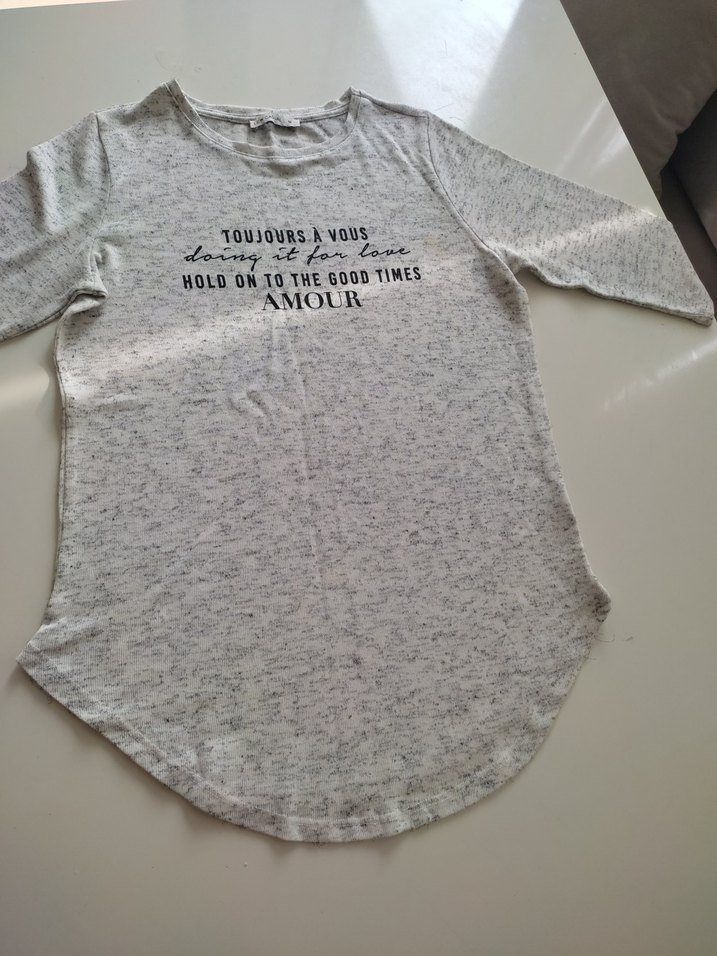 TOUJOURS À VOUS
doing it for love
HOLD ON TO THE GOOD TIMES
AMOUR